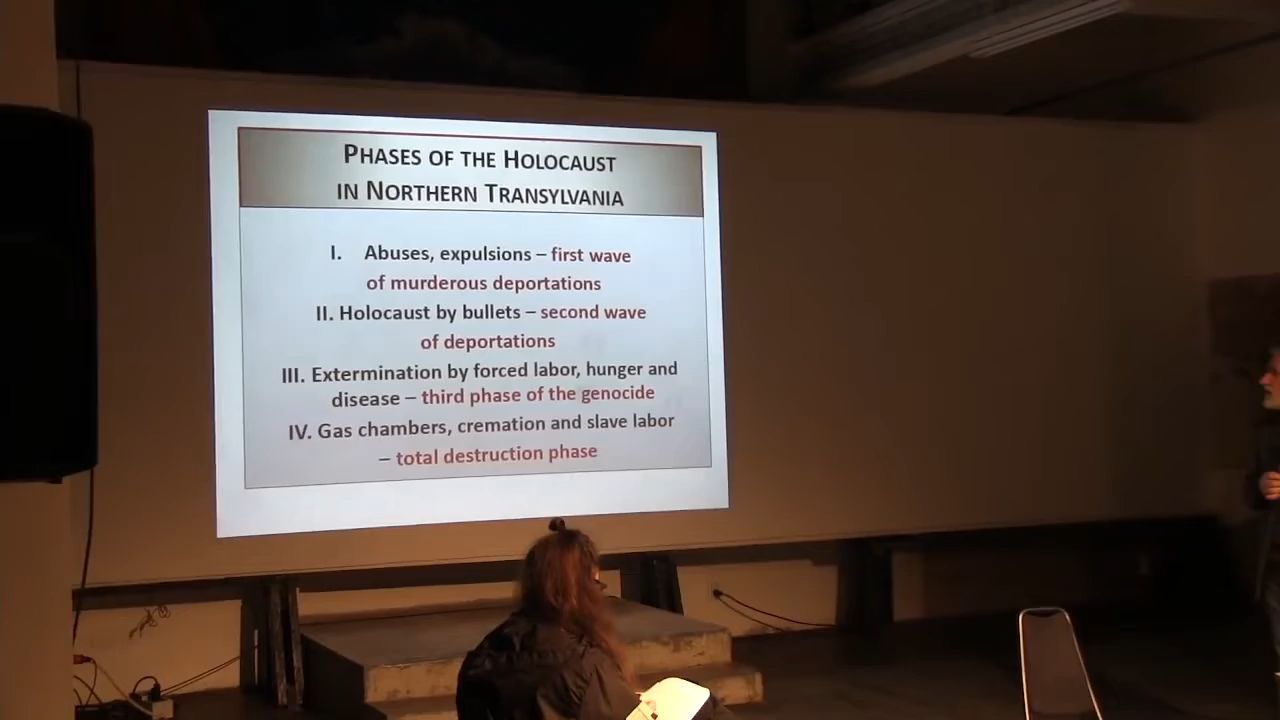 PHASES OF THE HOLOCAUST
IN NORTHERN TRANSYLVANIA
I. Abuses, expulsions – first wave
of murderous deportations
II. Holocaust by bullets – second wave
of deportations
III. Extermination by forced labor, hunger and
disease – third phase of the genocide
IV. Gas chambers, cremation and slave labor
– total destruction phase